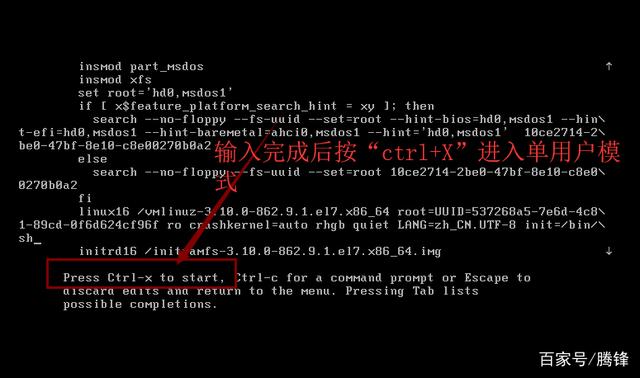 insmod part_msdos
insmod xfs
set root='hd0,msdos1'
if [ x$feature_platform_search_hint = xy ]; then
search --no-floppy --fs-uuid --set=root --hint-bios=hd0,msdos1 --hin\
t-efi=hd0,msdos1 --hint-baremetal=ahci0,msdos1 --hint='hd0,msdos1' 10ce2714-2\
be0-47bf-8e10-c8e00270b0a2
else
search --no-floppy --fs-uuid --set=root 10ce2714-2be0-47bf-8e10-c8e0\
0270b0a2
fi
linux16 /vmlinuz-3.10.0-862.9.1.el7.x86_64 root=UUID=537268a5-7e6d-4c8\
1-89cd-0f6d624cf96f ro crashkernel=auto rhgb quiet LANG=zh_CN.UTF-8 init=/bin/\
sh_
initrd16 /initramfs-3.10.0-862.9.1.el7.x86_64.img
输入完成后按“ctrl+X”进入单用户模
式
Press Ctrl-x to start, Ctrl-c for a command prompt or Escape to
discard edits and return to the menu. Pressing Tab lists
possible completions.
百家号/腾锋